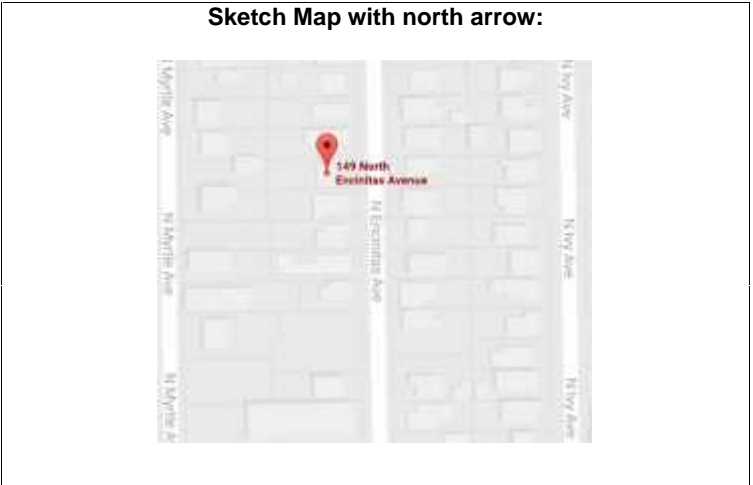 Sketch Map with north arrow:
N Myrtle Ave
N Ivy Ave
149 North
Encinitas Avenue
N Encinitas Ave
N Myrtle Ave
N Ivy Ave
N Myrtle A
N Ivy Ave